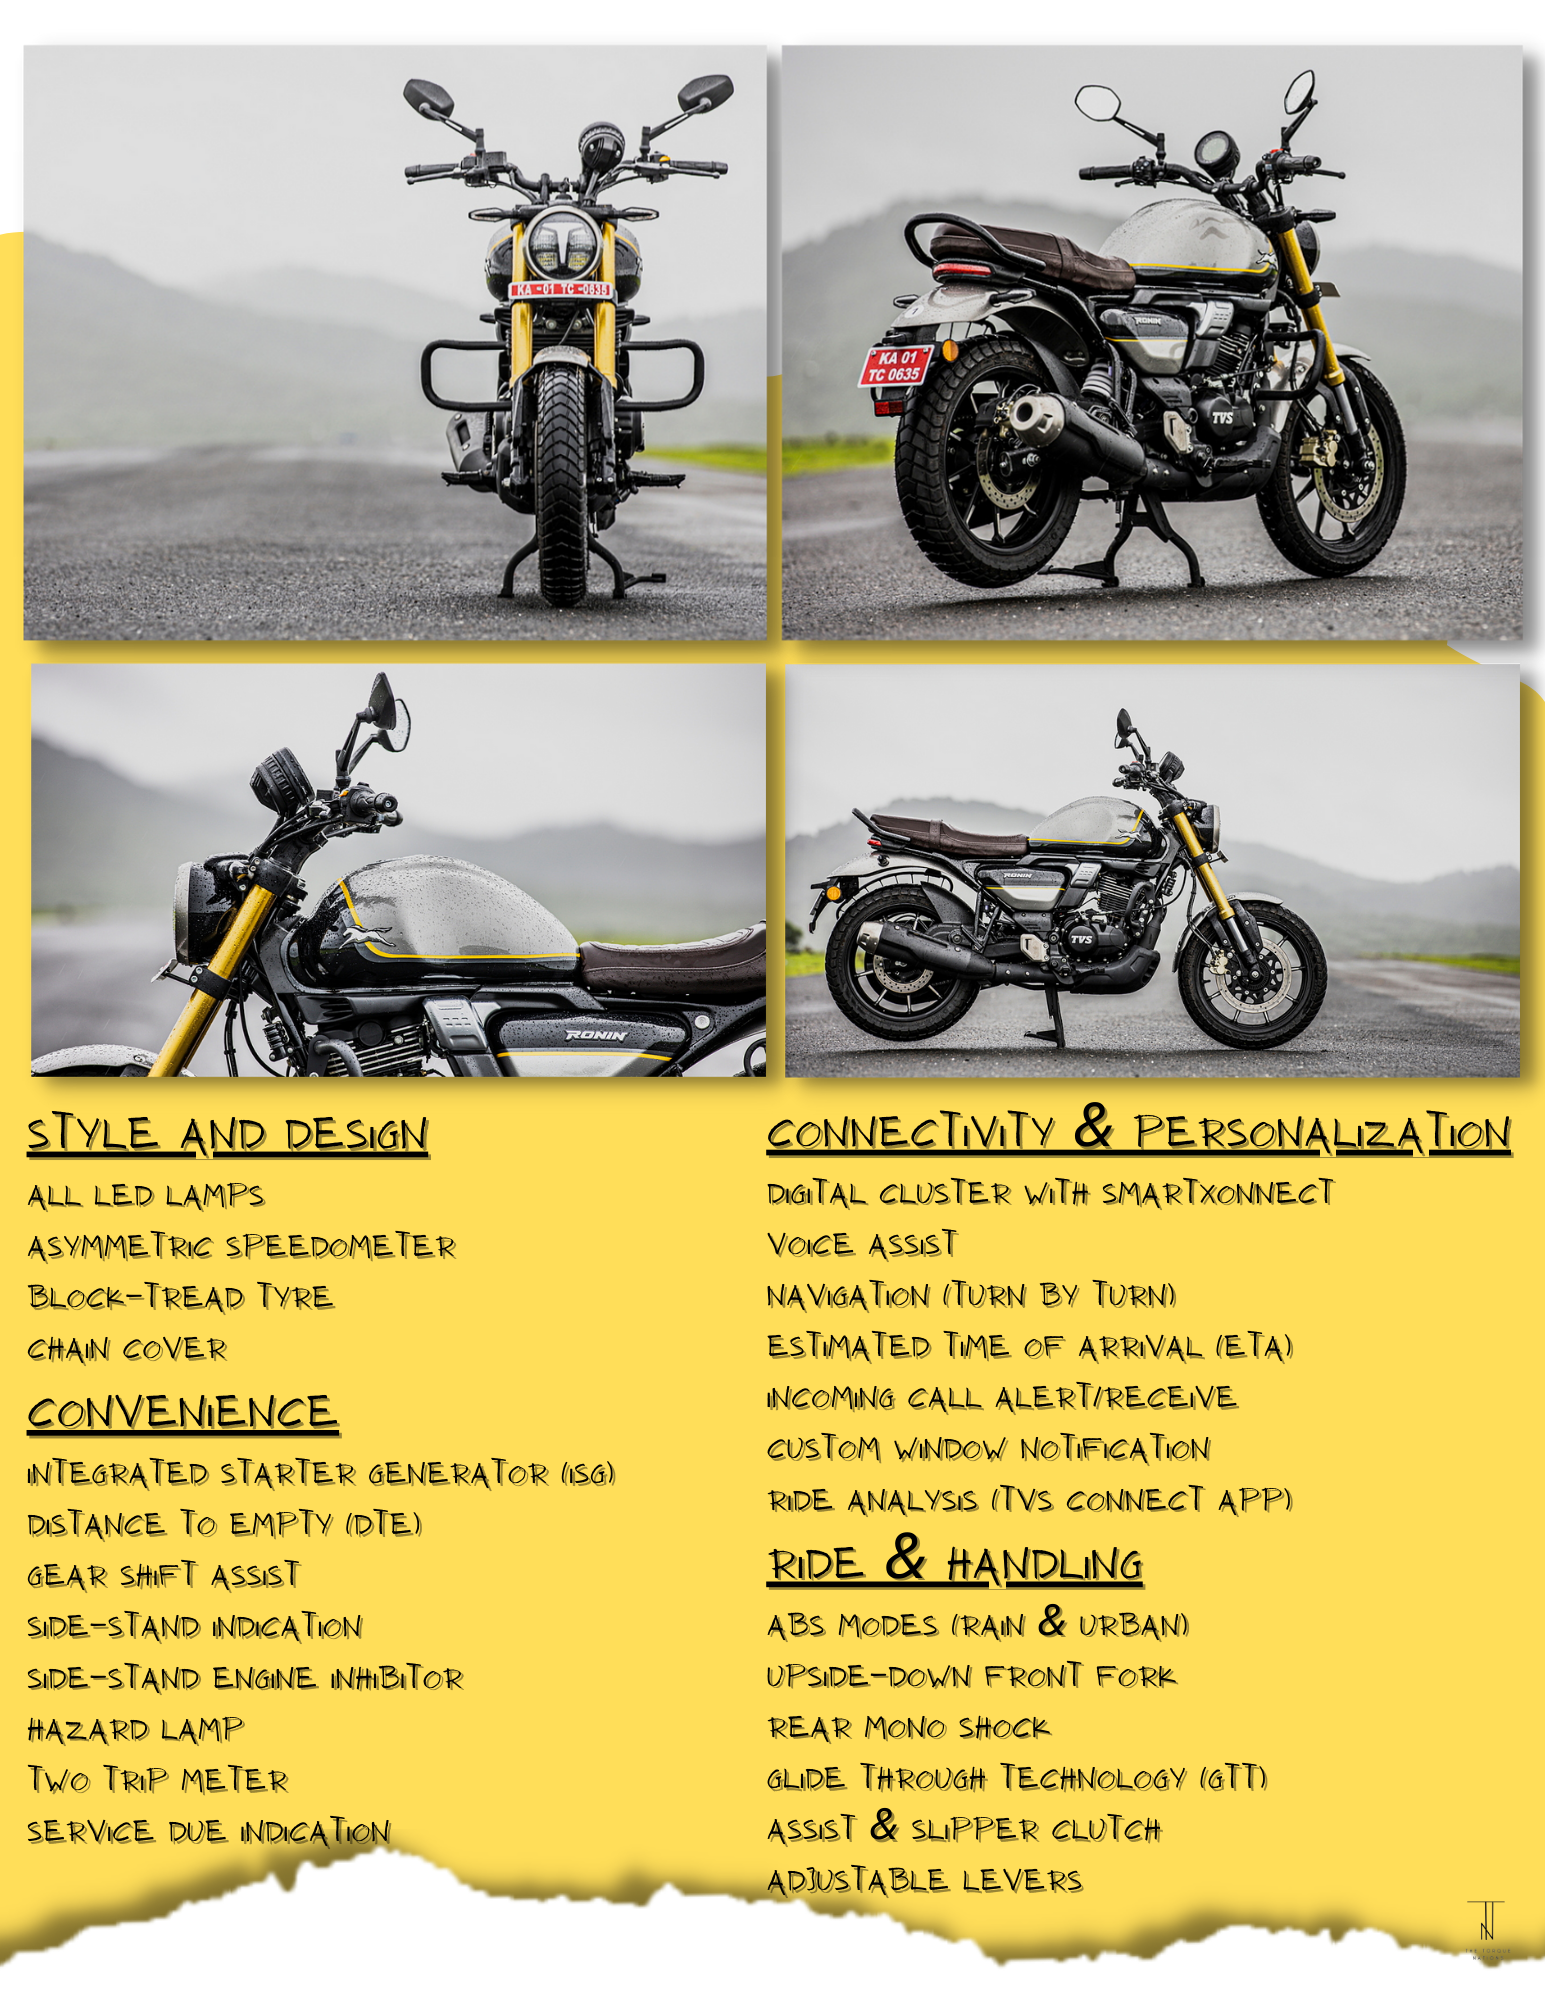 KA-01 TC-0635
KA 01
TC 0635
RONIN
TVS
RONIN
RONIN
TVS
STYLE AND DESIGN
ALL LED LAMPS
ASYMMETRIC SPEEDOMETER
BLOCK-TREAD TYRE
CHAIN COVER
CONVENIENCE
INTEGRATED STARTER GENERATOR (ISG)
DISTANCE TO EMPTY (DTE)
GEAR SHIFT ASSIST
SIDE-STAND INDICATION
SIDE-STAND ENGINE INHIBITOR
HAZARD LAMP
TWO TRIP METER
SERVICE DUE INDICATION
CONNECTIVITY & PERSONALIZATION
DIGITAL CLUSTER WITH SMARTXONNECT
VOICE ASSIST
NAVIGATION (TURN BY TURN)
ESTIMATED TIME OF ARRIVAL (ETA)
INCOMING CALL ALERT/RECEIVE
CUSTOM WINDOW NOTIFICATION
RIDE ANALYSIS (TVS CONNECT APP)
RIDE & HANDLING
ABS MODES (RAIN & URBAN)
UPSIDE-DOWN FRONT FORK
REAR MONO SHOCK
GLIDE THROUGH TECHNOLOGY (GTT)
ASSIST & SLIPPER CLUTCH
ADJUSTABLE LEVERS
THE TORQUE